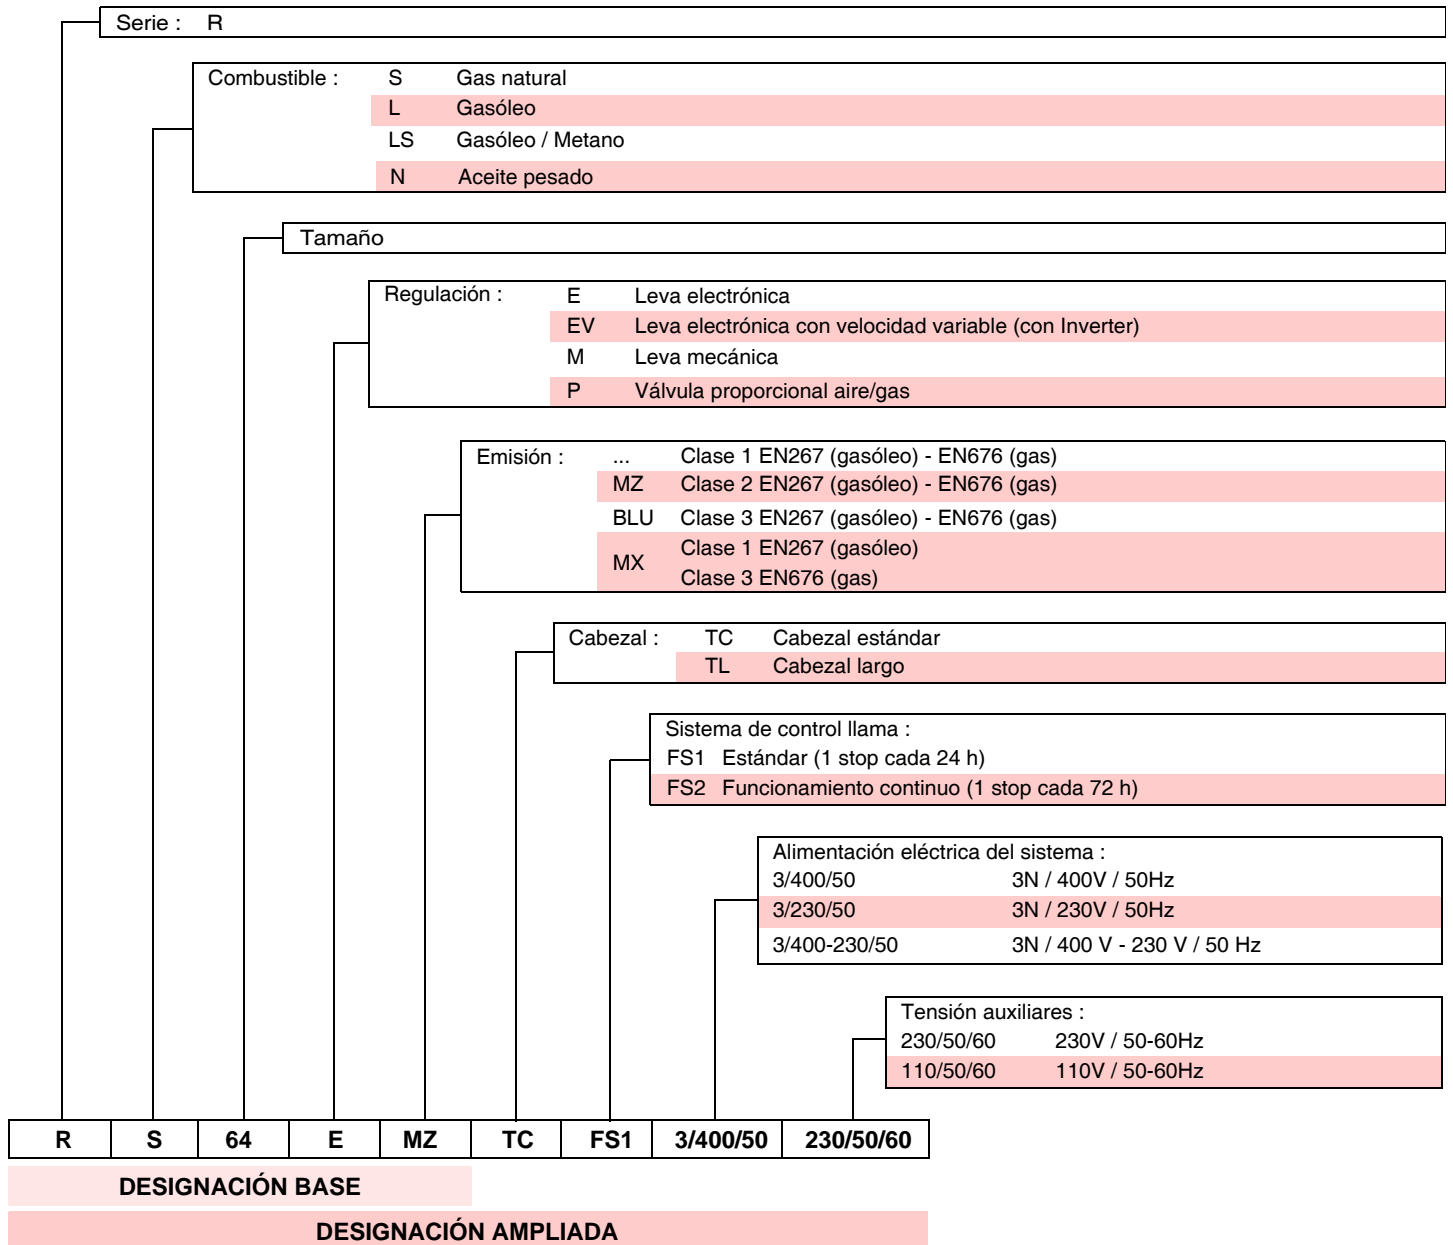 Serie : R
Combustible : S Gas natural
L Gasóleo
LS Gasóleo / Metano
N Aceite pesado
Tamaño
Regulación : E Leva electrónica
EV Leva electrónica con velocidad variable (con Inverter)
M Leva mecánica
P Válvula proporcional aire/gas
Emisión : ... Clase 1 EN267 (gasóleo) - EN676 (gas)
MZ Clase 2 EN267 (gasóleo) - EN676 (gas)
BLU Clase 3 EN267 (gasóleo) - EN676 (gas)
MX Clase 1 EN267 (gasóleo)
Clase 3 EN676 (gas)
Cabezal : TC Cabezal estándar
TL Cabezal largo
Sistema de control llama :
FS1 Estándar (1 stop cada 24 h)
FS2 Funcionamiento continuo (1 stop cada 72 h)
Alimentación eléctrica del sistema :
3/400/50 3N / 400V / 50Hz
3/230/50 3N / 230V / 50Hz
3/400-230/50 3N / 400 V - 230 V / 50 Hz
Tensión auxiliares :
230/50/60 230V / 50-60Hz
110/50/60 110V / 50-60Hz
R S 64 E MZ TC FS1 3/400/50 230/50/60
DESIGNACIÓN BASE
DESIGNACIÓN AMPLIADA